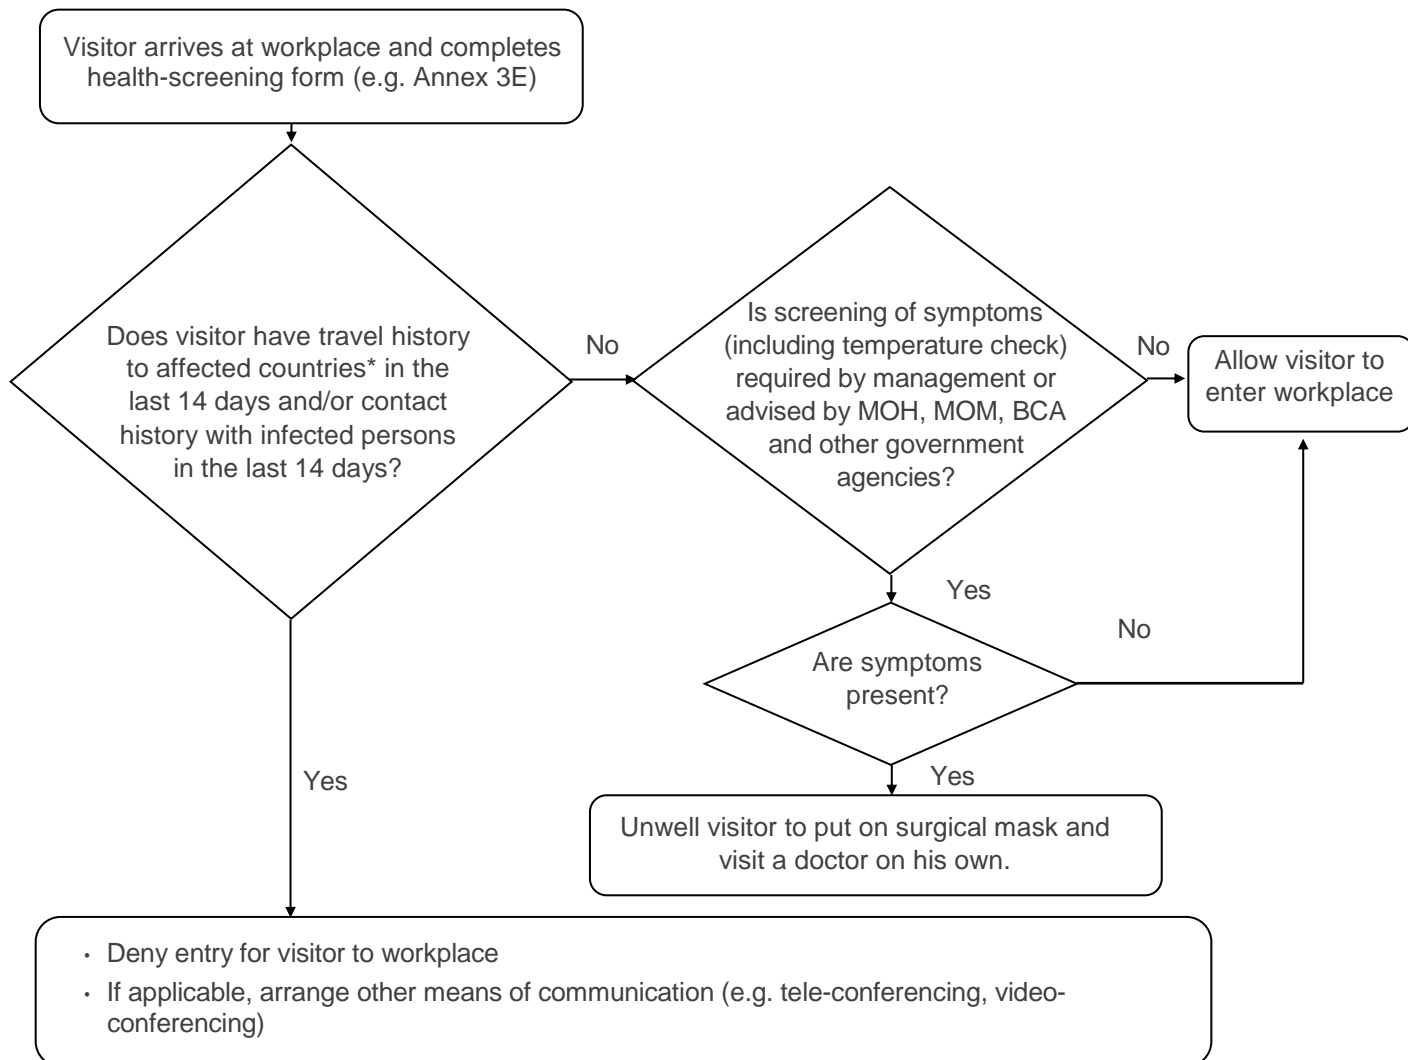 Visitor arrives at workplace and completes
health-screening form (e.g. Annex 3E)
Does visitor have travel history
to affected countries* in the
last 14 days and/or contact
history with infected persons
in the last 14 days?
No
Is screening of symptoms
(including temperature check)
required by management or
advised by MOH, MOM, BCA
and other government
agencies?
No
Allow visitor to
enter workplace
Yes
Are symptoms
present?
No
Yes
Unwell visitor to put on surgical mask and
visit a doctor on his own.
Yes
• Deny entry for visitor to workplace
• If applicable, arrange other means of communication (e.g. tele-conferencing, video-
conferencing)